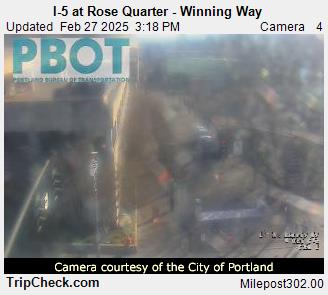 I-5 at Rose Quarter - Winning Way
Updated Feb 27 2025 3:18 PM Camera 4
PBOT
PORTLAND BUREAU OF TRANSPORTATION
Camera courtesy of the City of Portland
TripCheck.com Milepost302.00